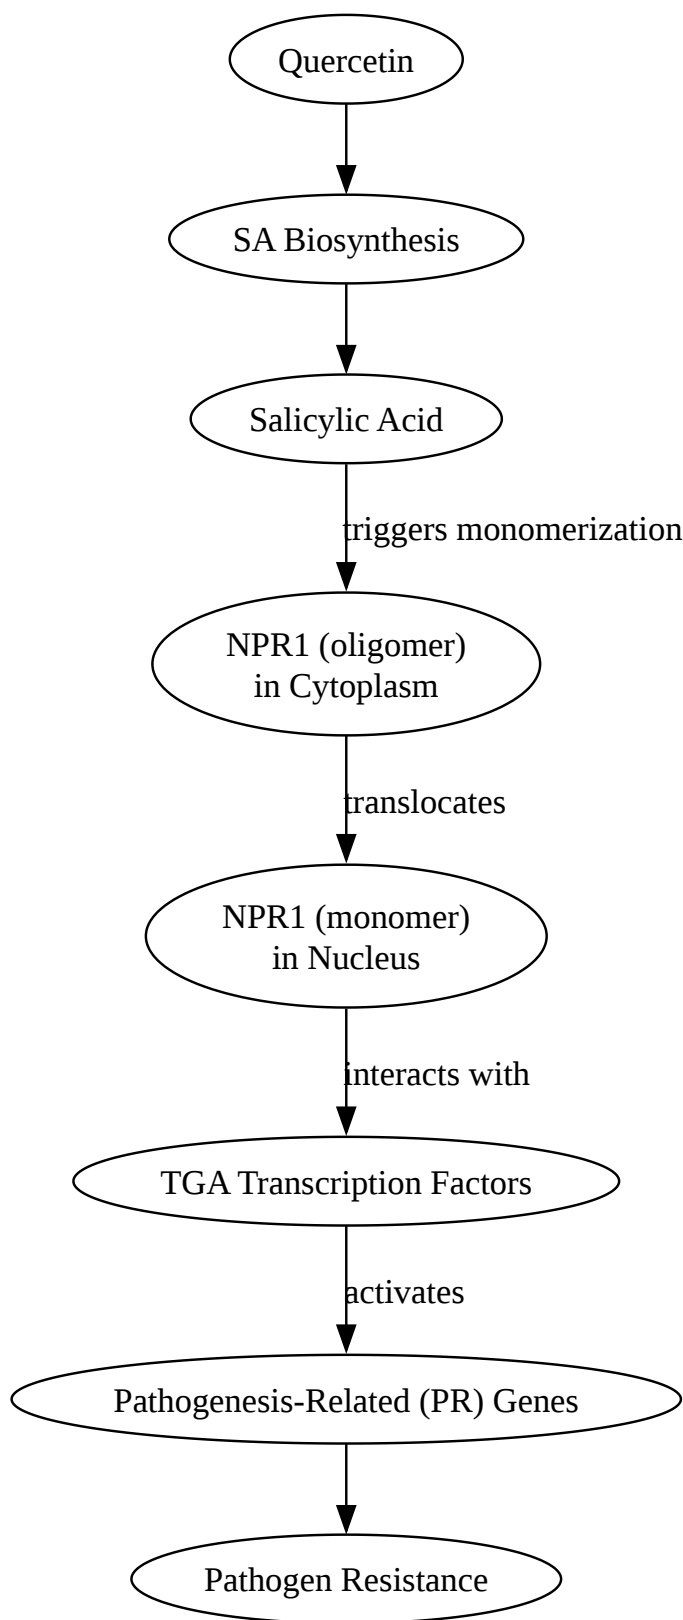 Quercetin
SA Biosynthesis
Salicylic Acid
triggers monomerization
NPR1 (oligomer)
in Cytoplasm
translocates
NPR1 (monomer)
in Nucleus
interacts with
TGA Transcription Factors
activates
Pathogenesis-Related (PR) Genes
Pathogen Resistance